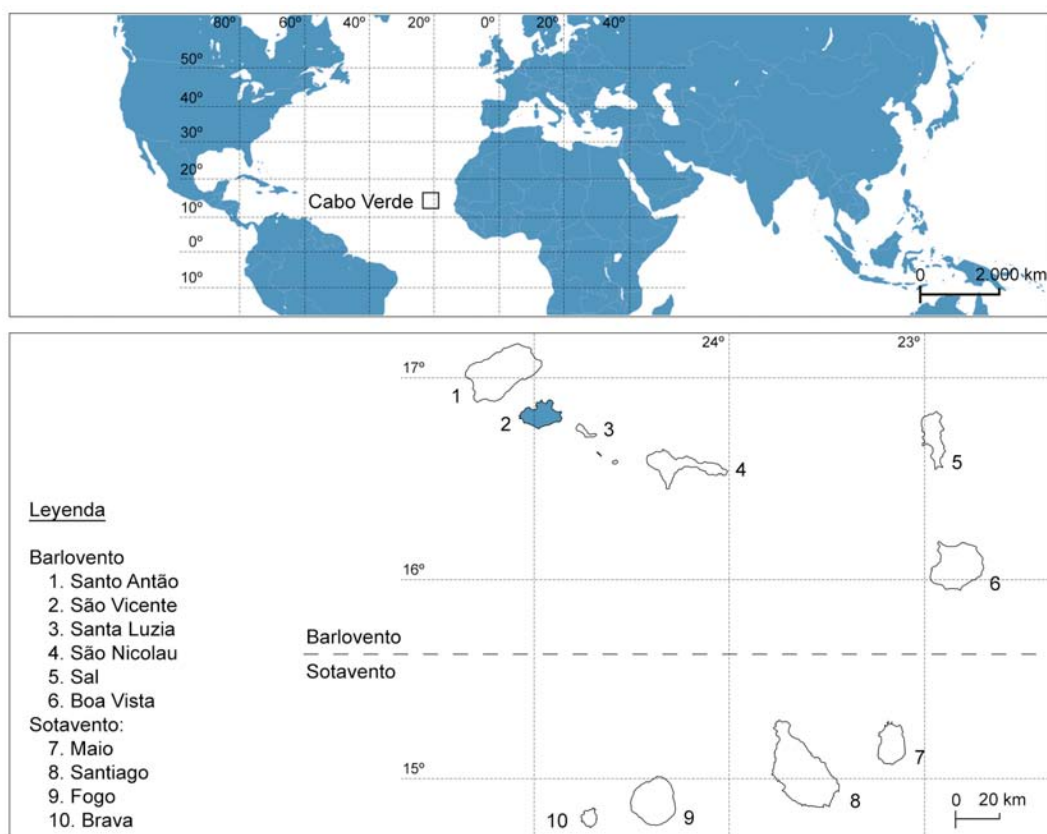 80º 60º 40º 20º 0º 20º 40º
50º
40º
30º
20º
Cabo Verde
10º
0º
10º
0 2.000 km
24º 23º
17º
1
2
3
4
5
16º
6
Leyenda
Barlovento
1. Santo Antão
2. São Vicente
3. Santa Luzia
4. São Nicolau
5. Sal
6. Boa Vista
Sotavento:
7. Maio
8. Santiago
9. Fogo
10. Brava
Barlovento
Sotavento
15º
7
8
9
10
0 20 km